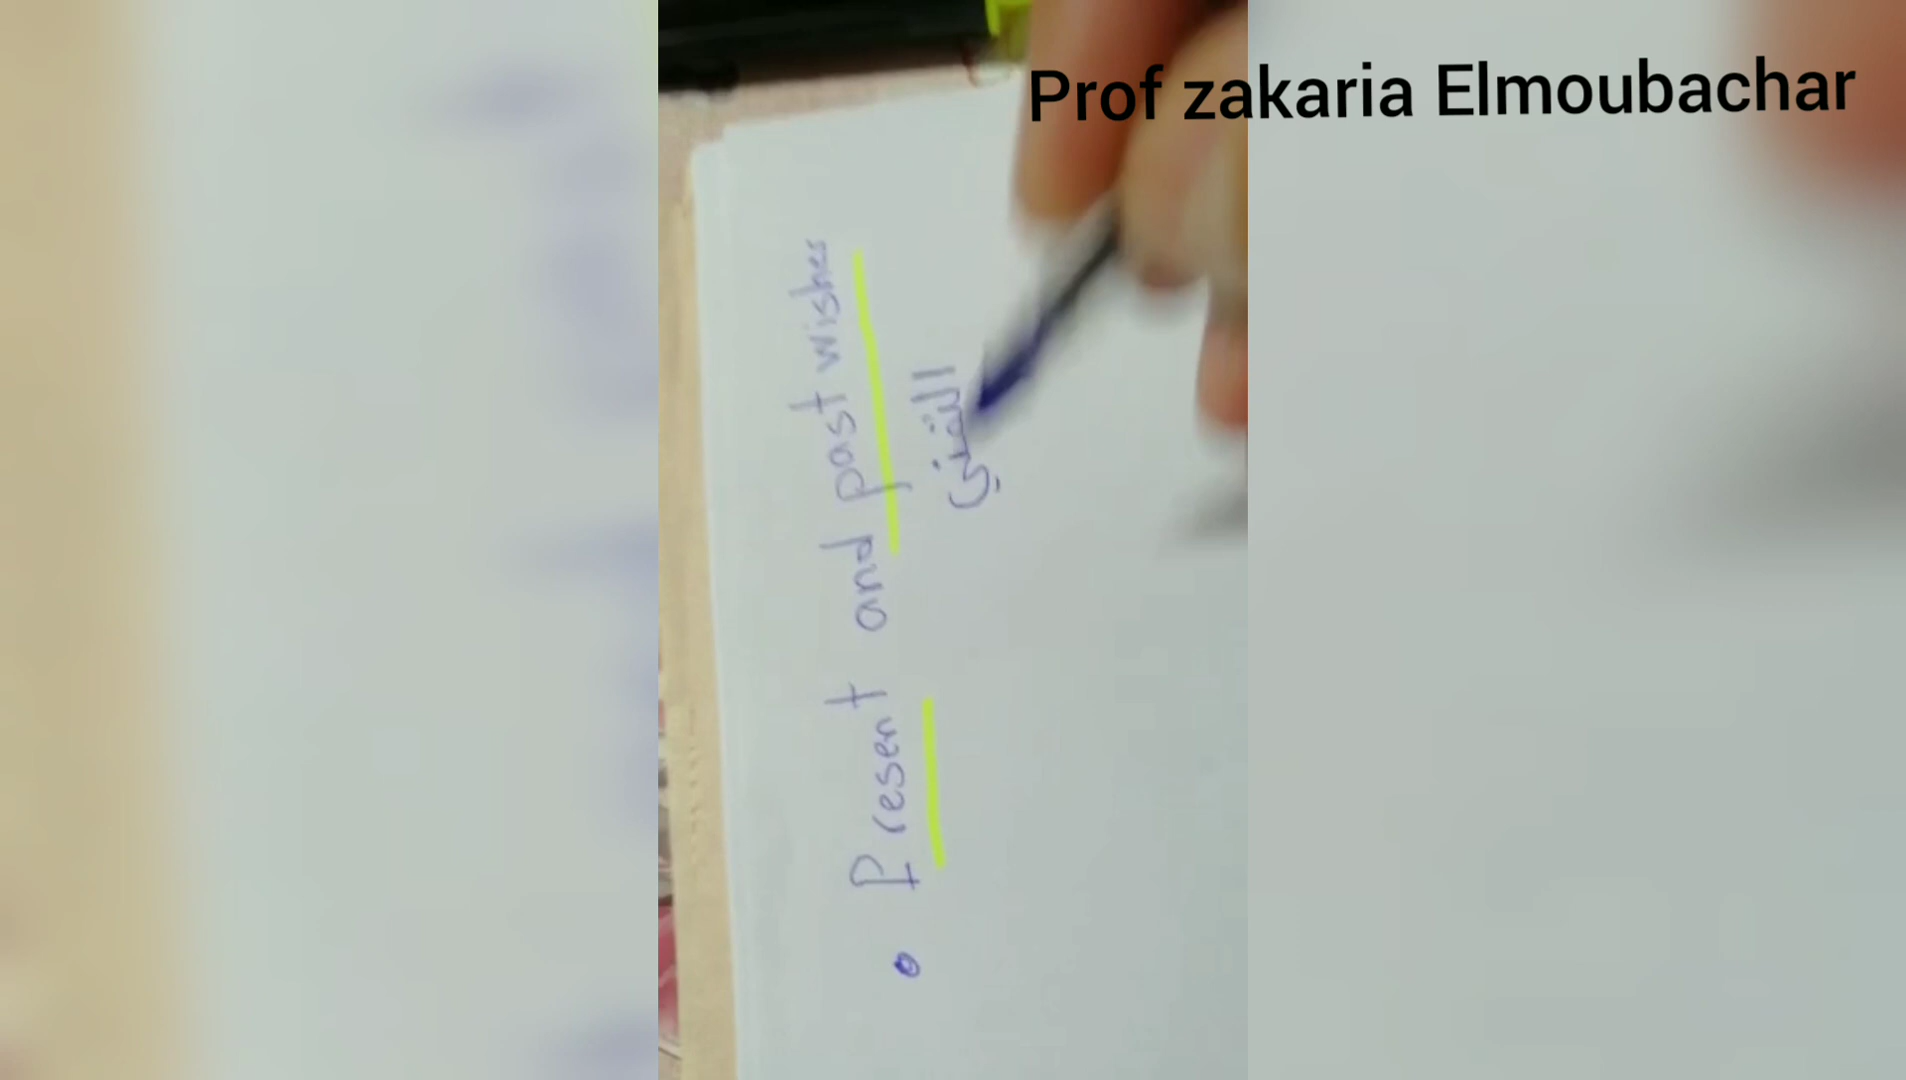 Prof zakaria Elmoubachar
• Present and past wishes
التمني